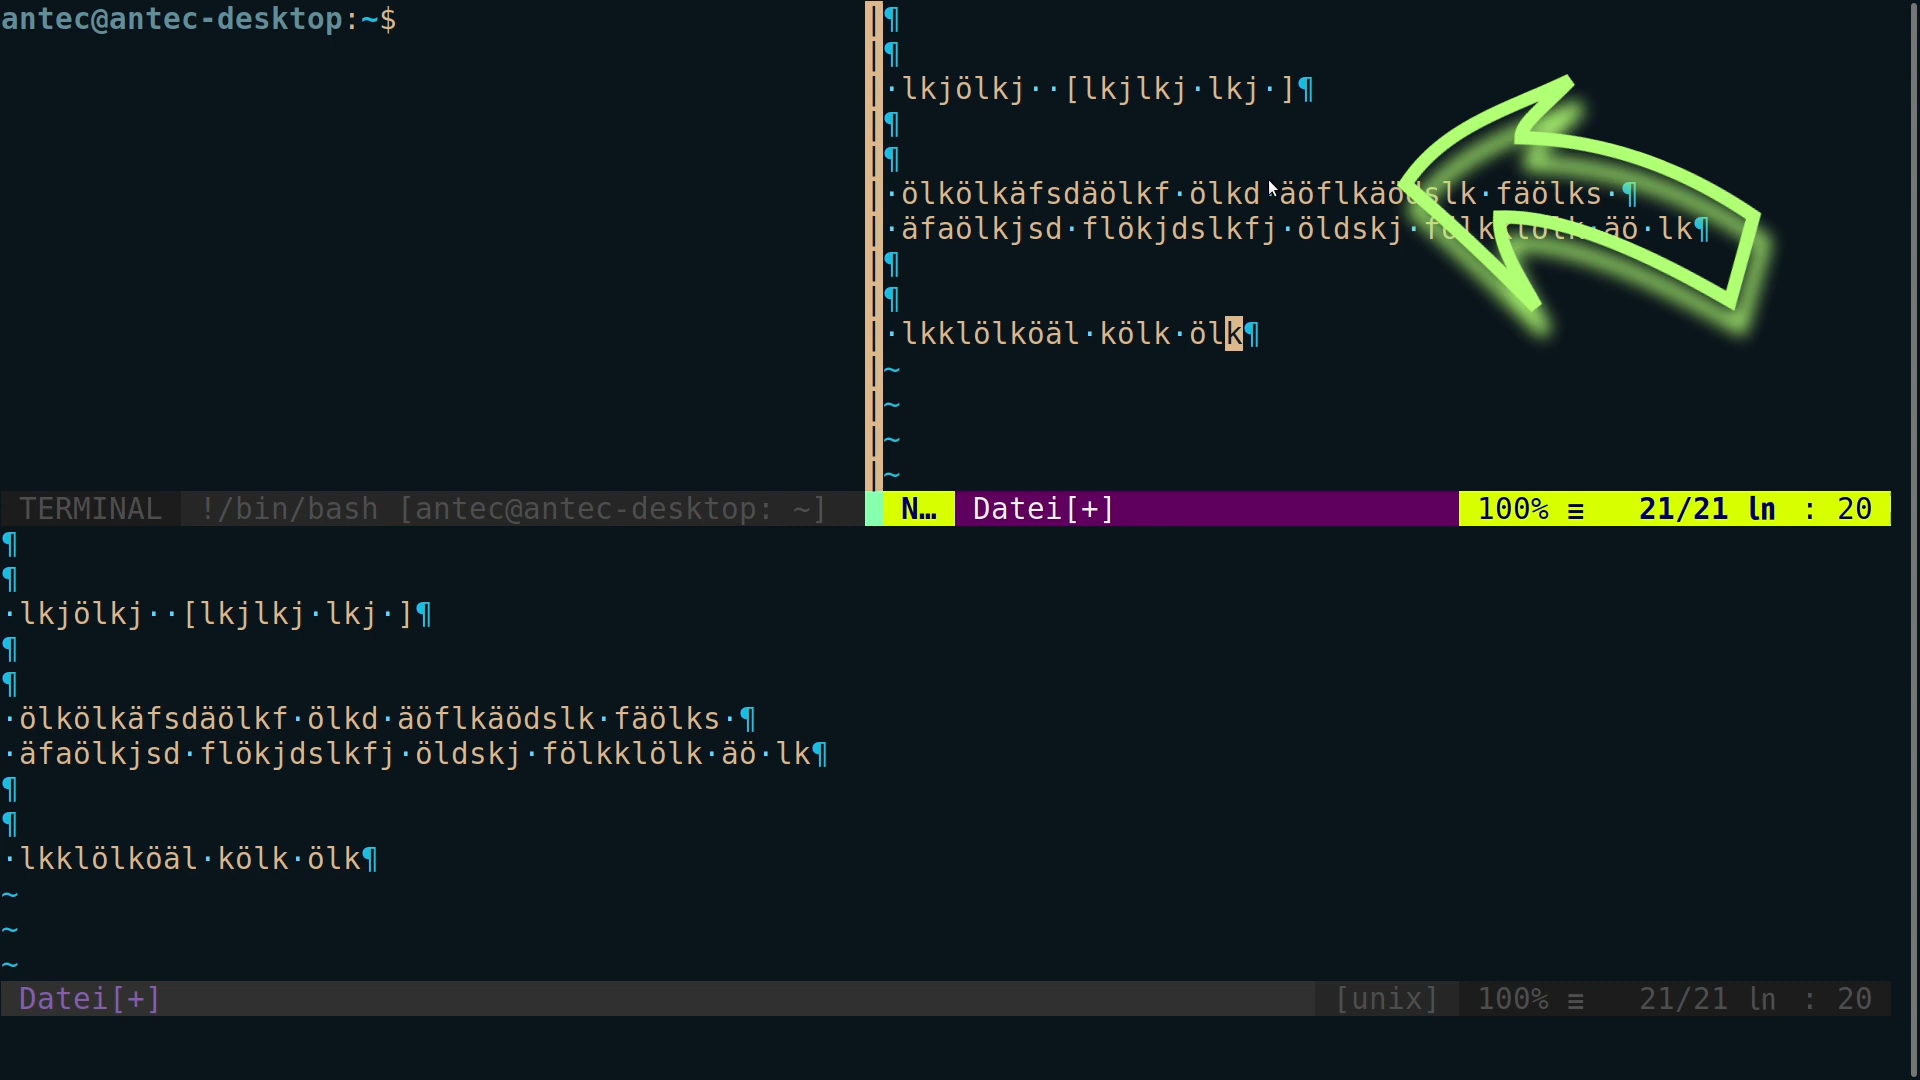 antec@antec-desktop:~$
¶
¶
·lkjölkj··[lkjlkj·lkj·]¶
¶
¶
·ölkölkäfsdäölkf·ölkd·äöflkäödslk·fäölks·¶
·äfaölkjsd·flökjdslkfj·öldskj·fölkklölk·äö·lk¶
¶
¶
·lkklölköäl·kölk·ölk¶
~
~
~
~
TERMINAL !/bin/bash [antec@antec-desktop: ~]
N… Datei[+] 100% ≡ 21/21 ln : 20
¶
¶
·lkjölkj··[lkjlkj·lkj·]¶
¶
¶
·ölkölkäfsdäölkf·ölkd·äöflkäödslk·fäölks·¶
·äfaölkjsd·flökjdslkfj·öldskj·fölkklölk·äö·lk¶
¶
¶
·lkklölköäl·kölk·ölk¶
~
~
~
Datei[+] [unix] 100% ≡ 21/21 ln : 20